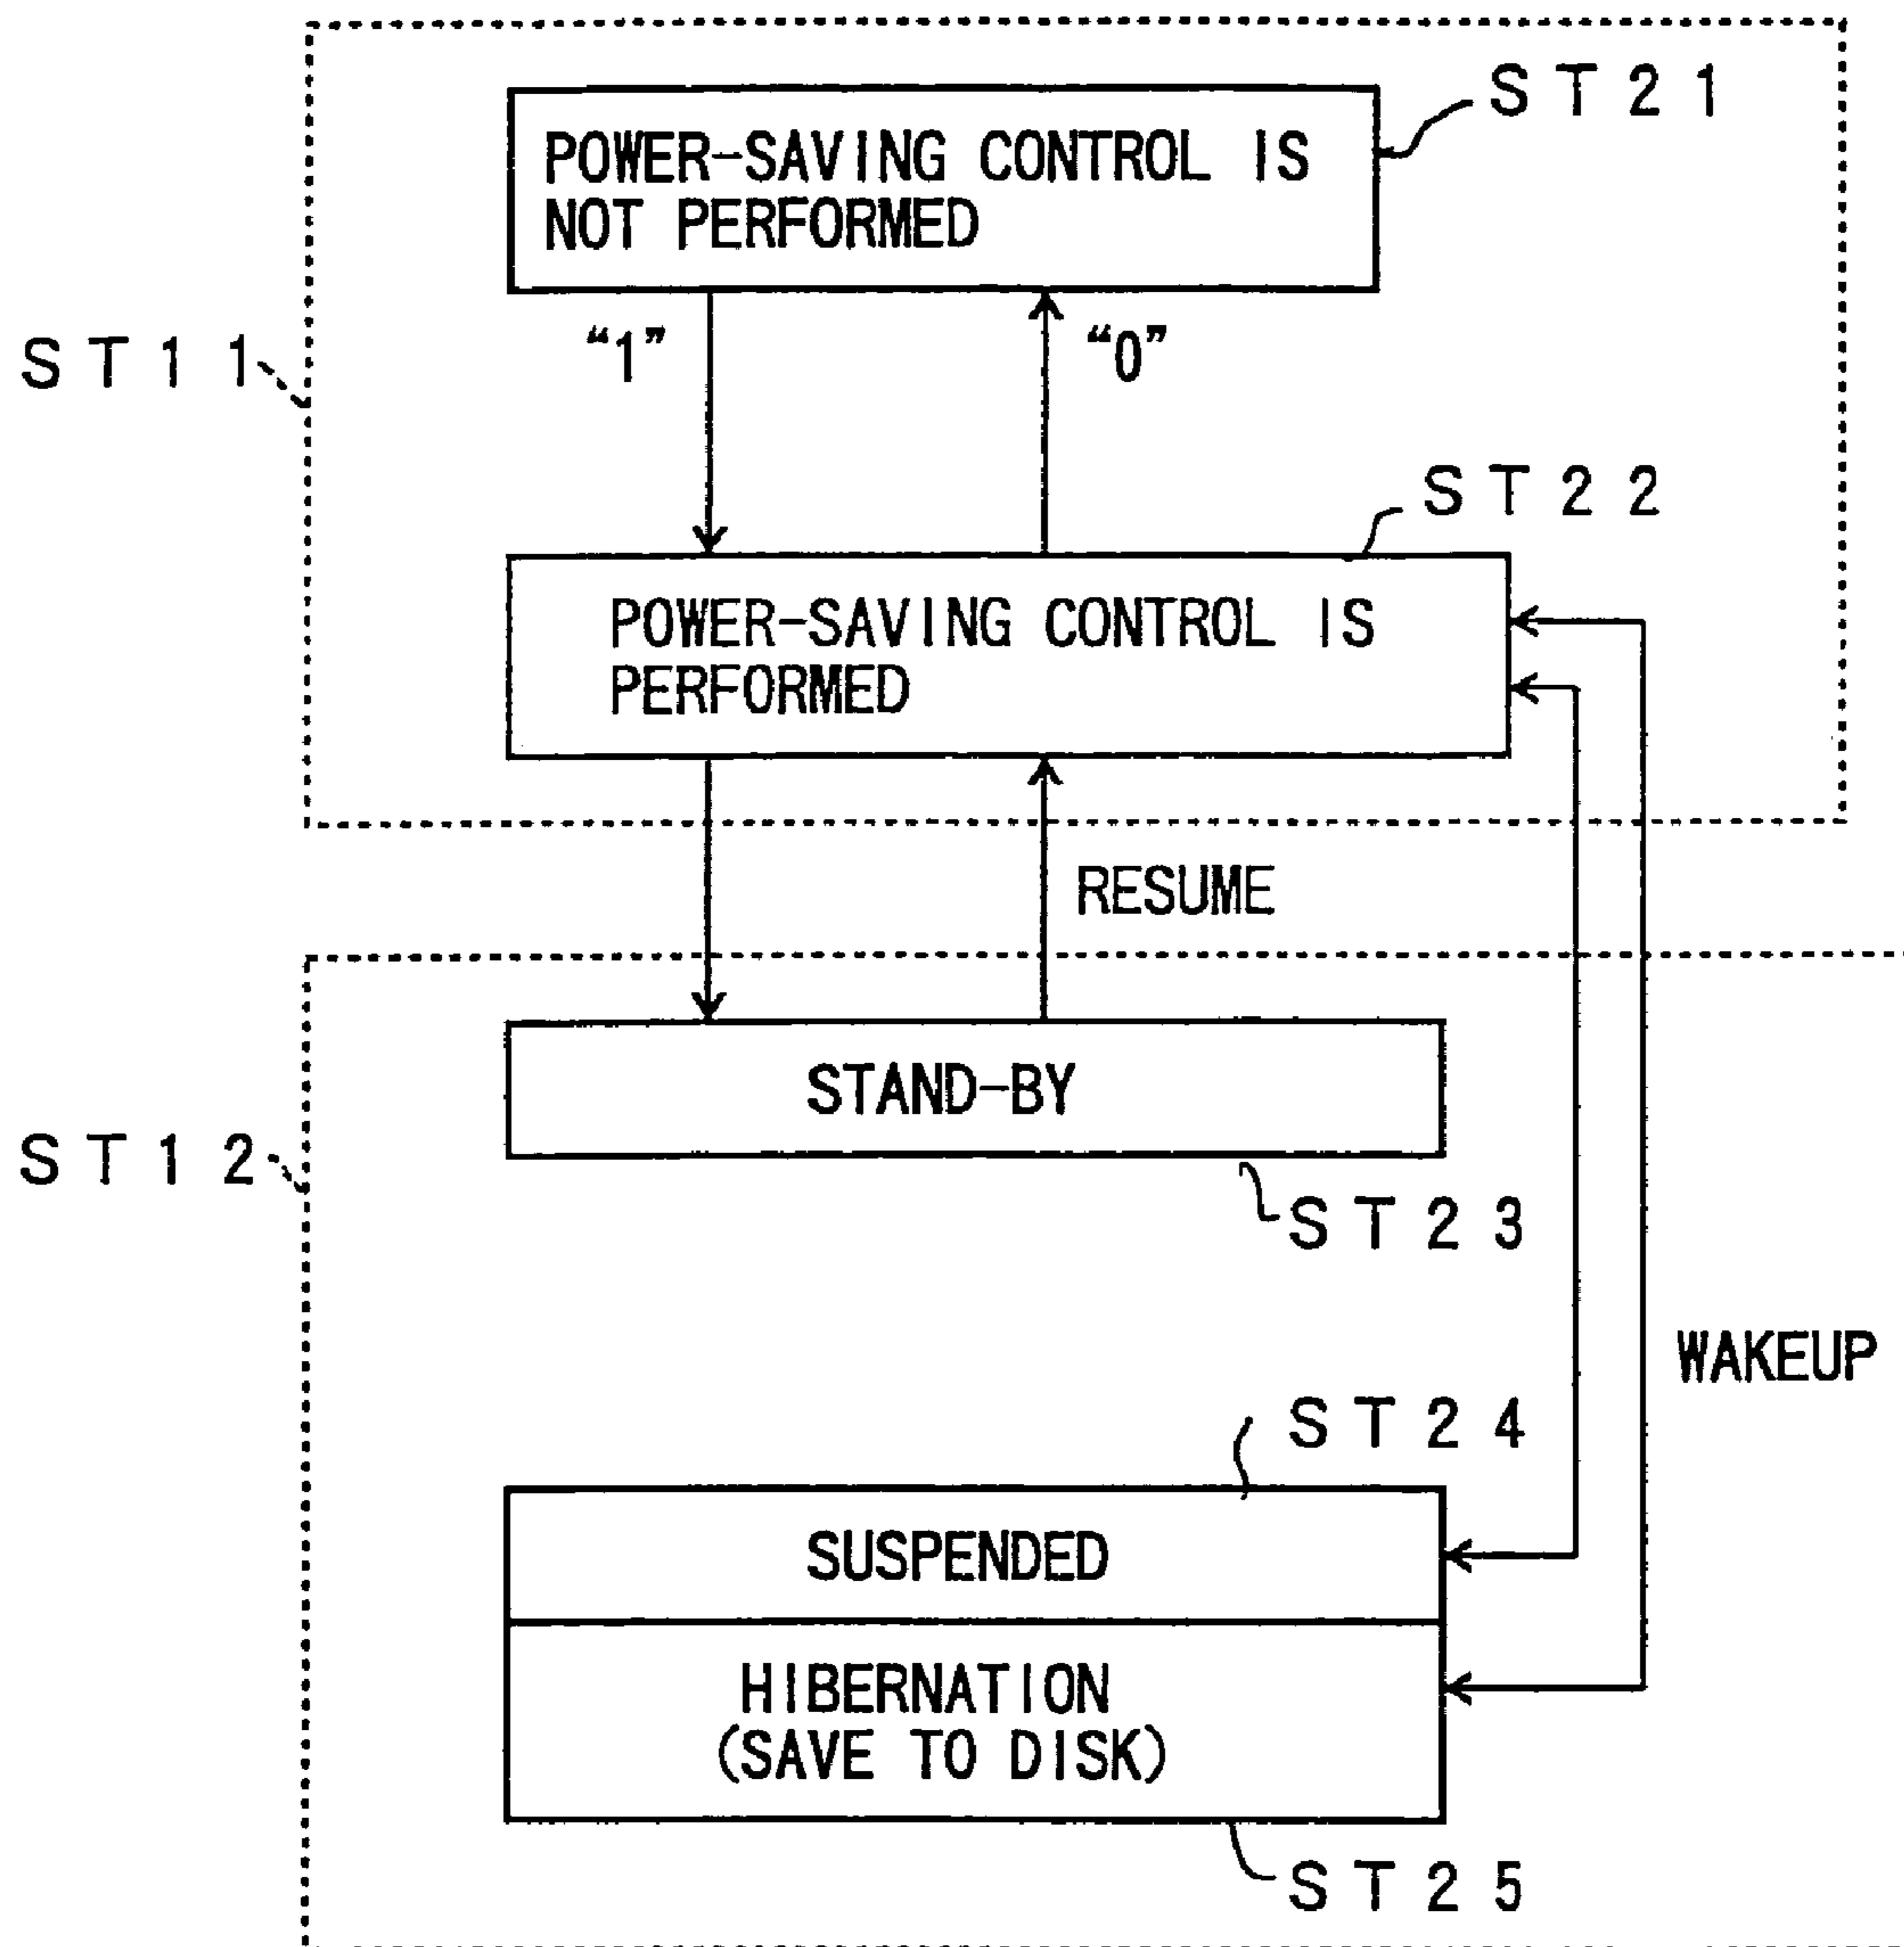 ST21
POWER-SAVING CONTROL IS
NOT PERFORMED
ST11
“1”
“0”
ST22
POWER-SAVING CONTROL IS
PERFORMED
RESUME
STAND-BY
ST12
ST23
WAKEUP
ST24
SUSPENDED
HIBERNATION
(SAVE TO DISK)
ST25